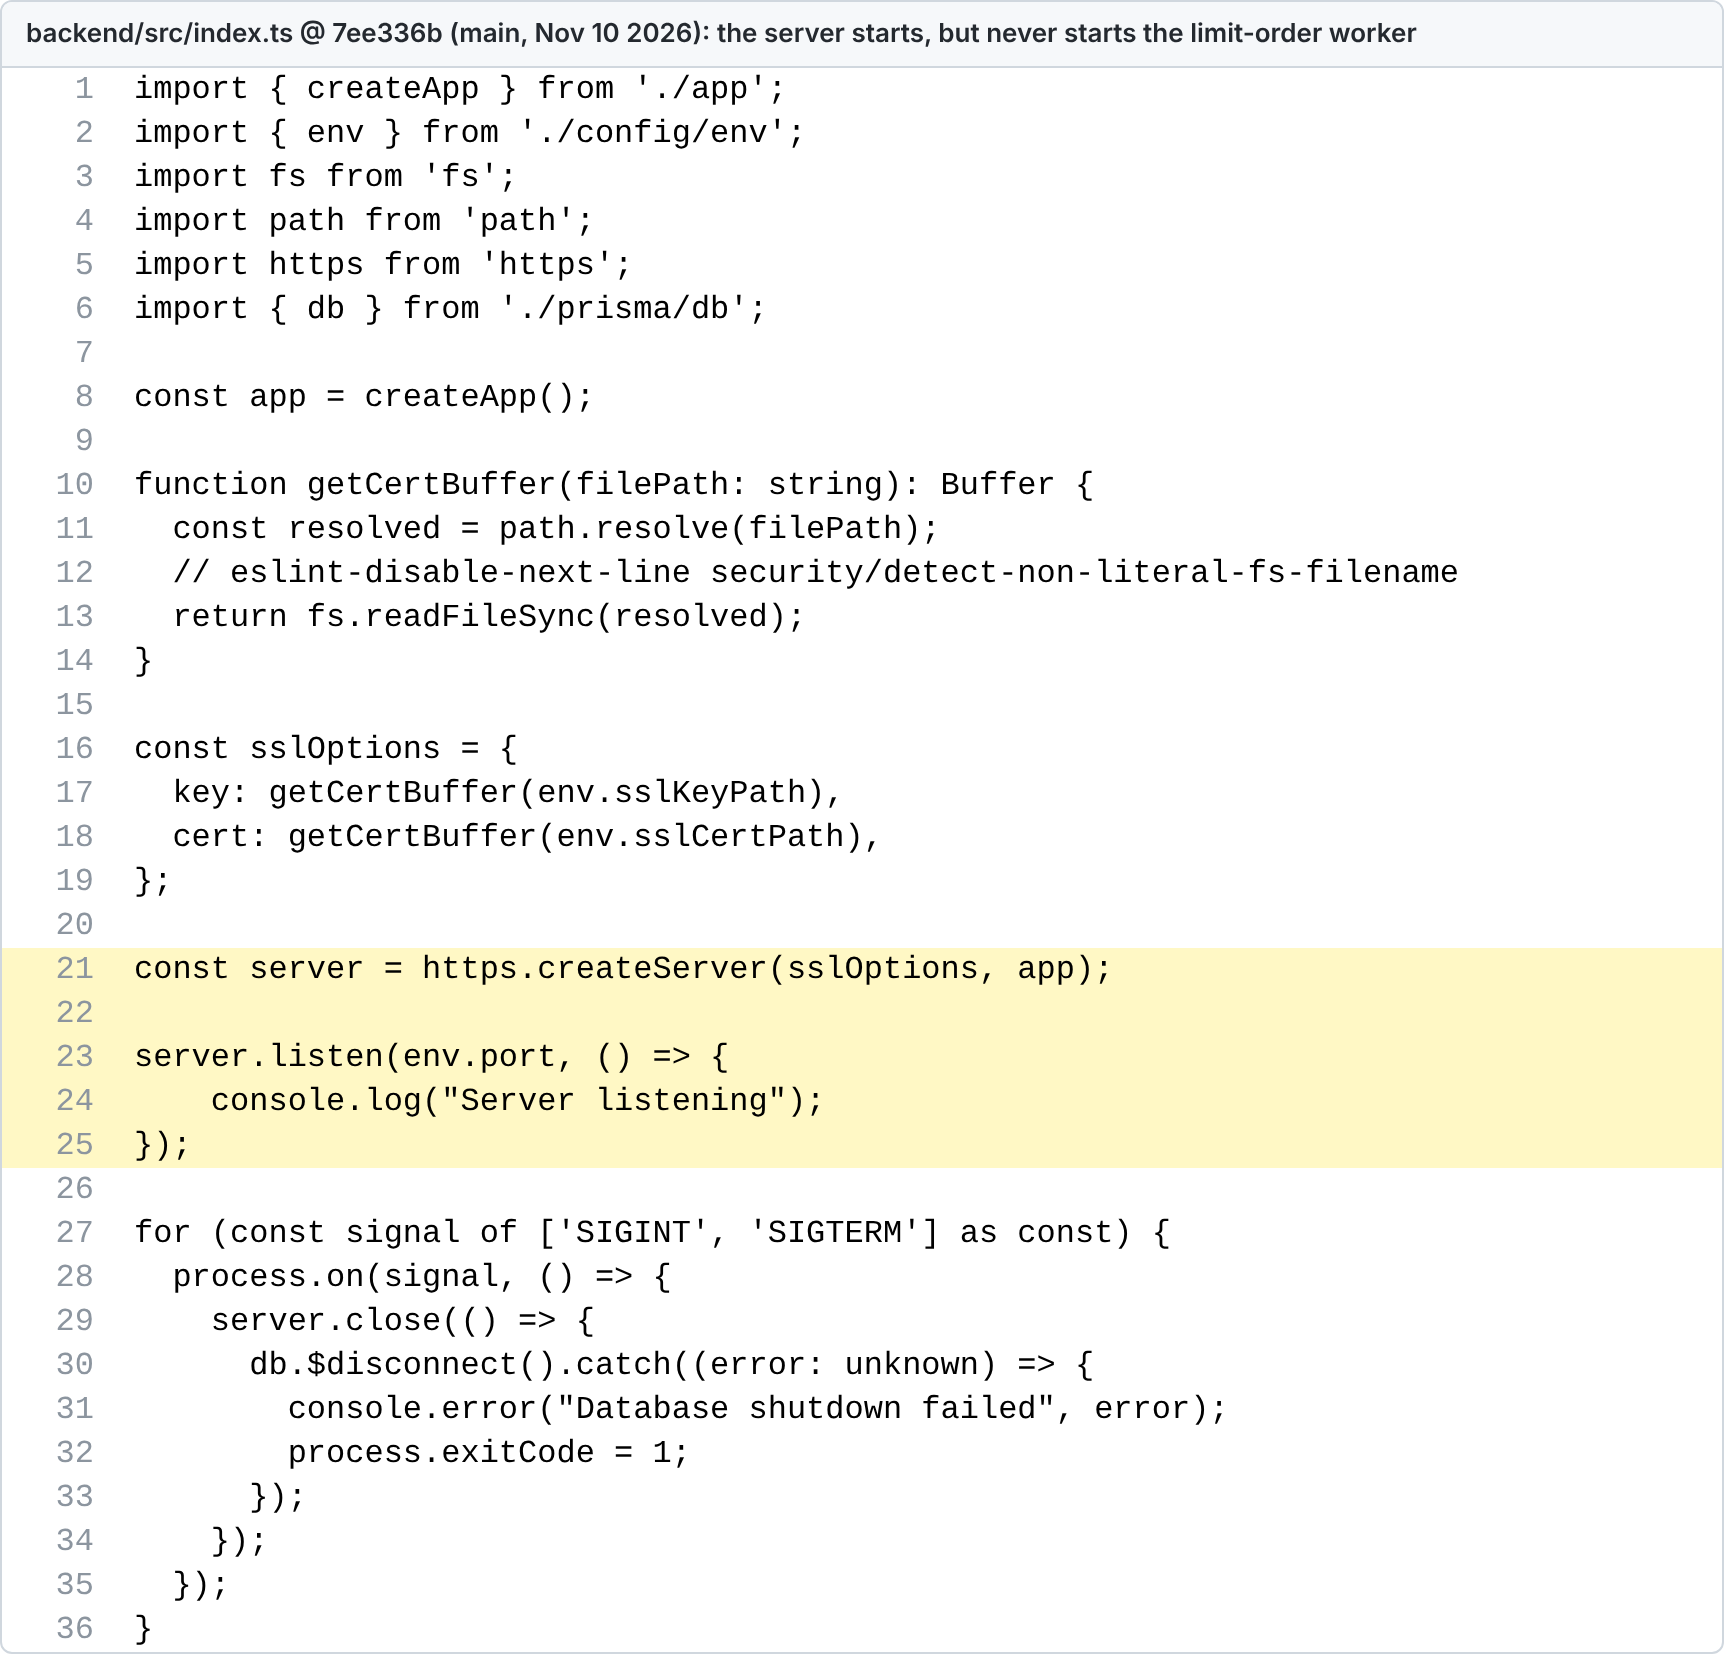 backend/src/index.ts @ 7ee336b (main, Nov 10 2026): the server starts, but never starts the limit-order worker
1 import { createApp } from './app';
2 import { env } from './config/env';
3 import fs from 'fs';
4 import path from 'path';
5 import https from 'https';
6 import { db } from './prisma/db';
7
8 const app = createApp();
9
10 function getCertBuffer(filePath: string): Buffer {
11   const resolved = path.resolve(filePath);
12   // eslint-disable-next-line security/detect-non-literal-fs-filename
13   return fs.readFileSync(resolved);
14 }
15
16 const sslOptions = {
17   key: getCertBuffer(env.sslKeyPath),
18   cert: getCertBuffer(env.sslCertPath),
19 };
20
21 const server = https.createServer(sslOptions, app);
22
23 server.listen(env.port, () => {
24     console.log("Server listening");
25 });
26
27 for (const signal of ['SIGINT', 'SIGTERM'] as const) {
28   process.on(signal, () => {
29     server.close(() => {
30       db.$disconnect().catch((error: unknown) => {
31         console.error("Database shutdown failed", error);
32         process.exitCode = 1;
33       });
34     });
35   });
36 }